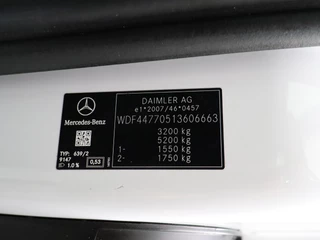 DAIMLER AG
e1*2007/46*0457
WDF44770513606663
3200 kg
5200 kg
1- 1550 kg
2- 1750 kg
Mercedes-Benz
TYP: 639/2
9147
1.0 %
0,53